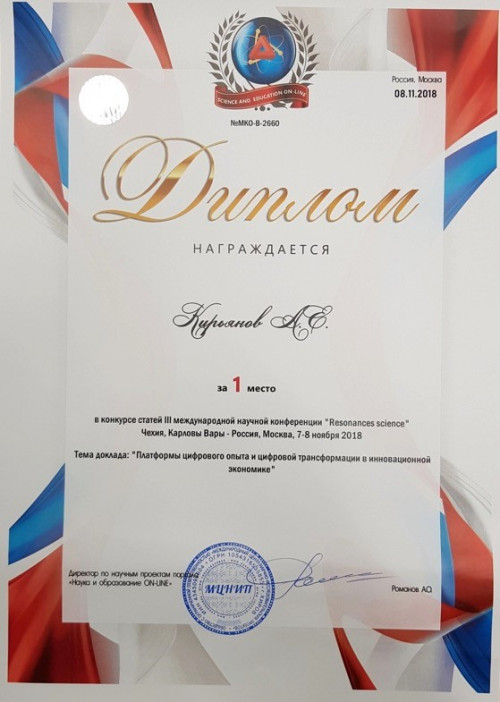 SCIENCE AND EDUCATION ON-LINE
Россия, Москва
08.11.2018
№МКО-В-2660
Диплом
НАГРАЖДАЕТСЯ
Кирьянов А.Е.
за 1 место
в конкурсе статей III международной научной конференции "Resonances science"
Чехия, Карловы Вары - Россия, Москва, 7-8 ноября 2018
Тема доклада: "Платформы цифрового опыта и цифровой трансформации в инновационной
экономике"
Директор по научным проектам портала
«Наука и образование ON-LINE»
МЦНИП
Романов А.О.